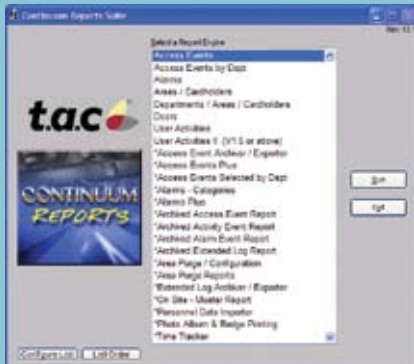 Continuum Reports Suite
Select a Report Engine
Access Events
Access Events by Dept
Alarms
Areas / Cardholders
Departments / Areas / Cardholders
Doors
User Activities
User Activities II (V1.5 or above)
*Access Event Archiver / Exporter
*Access Events Plus
*Access Events Selected by Dept
*Alarms - Categories
*Alarms Plus
*Archived Access Event Report
*Archived Activity Event Report
*Archived Alarm Event Report
*Archived Extended Log Report
*Area Purge / Configuration
*Area Purge Reports
*Extended Log Archiver / Exporter
*On Site - Muster Report
*Personnel Data Importer
*Photo Album & Badge Printing
*Time Tracker
t.a.c
CONTINUUM
REPORTS
Run
Exit
Configure List
List Order